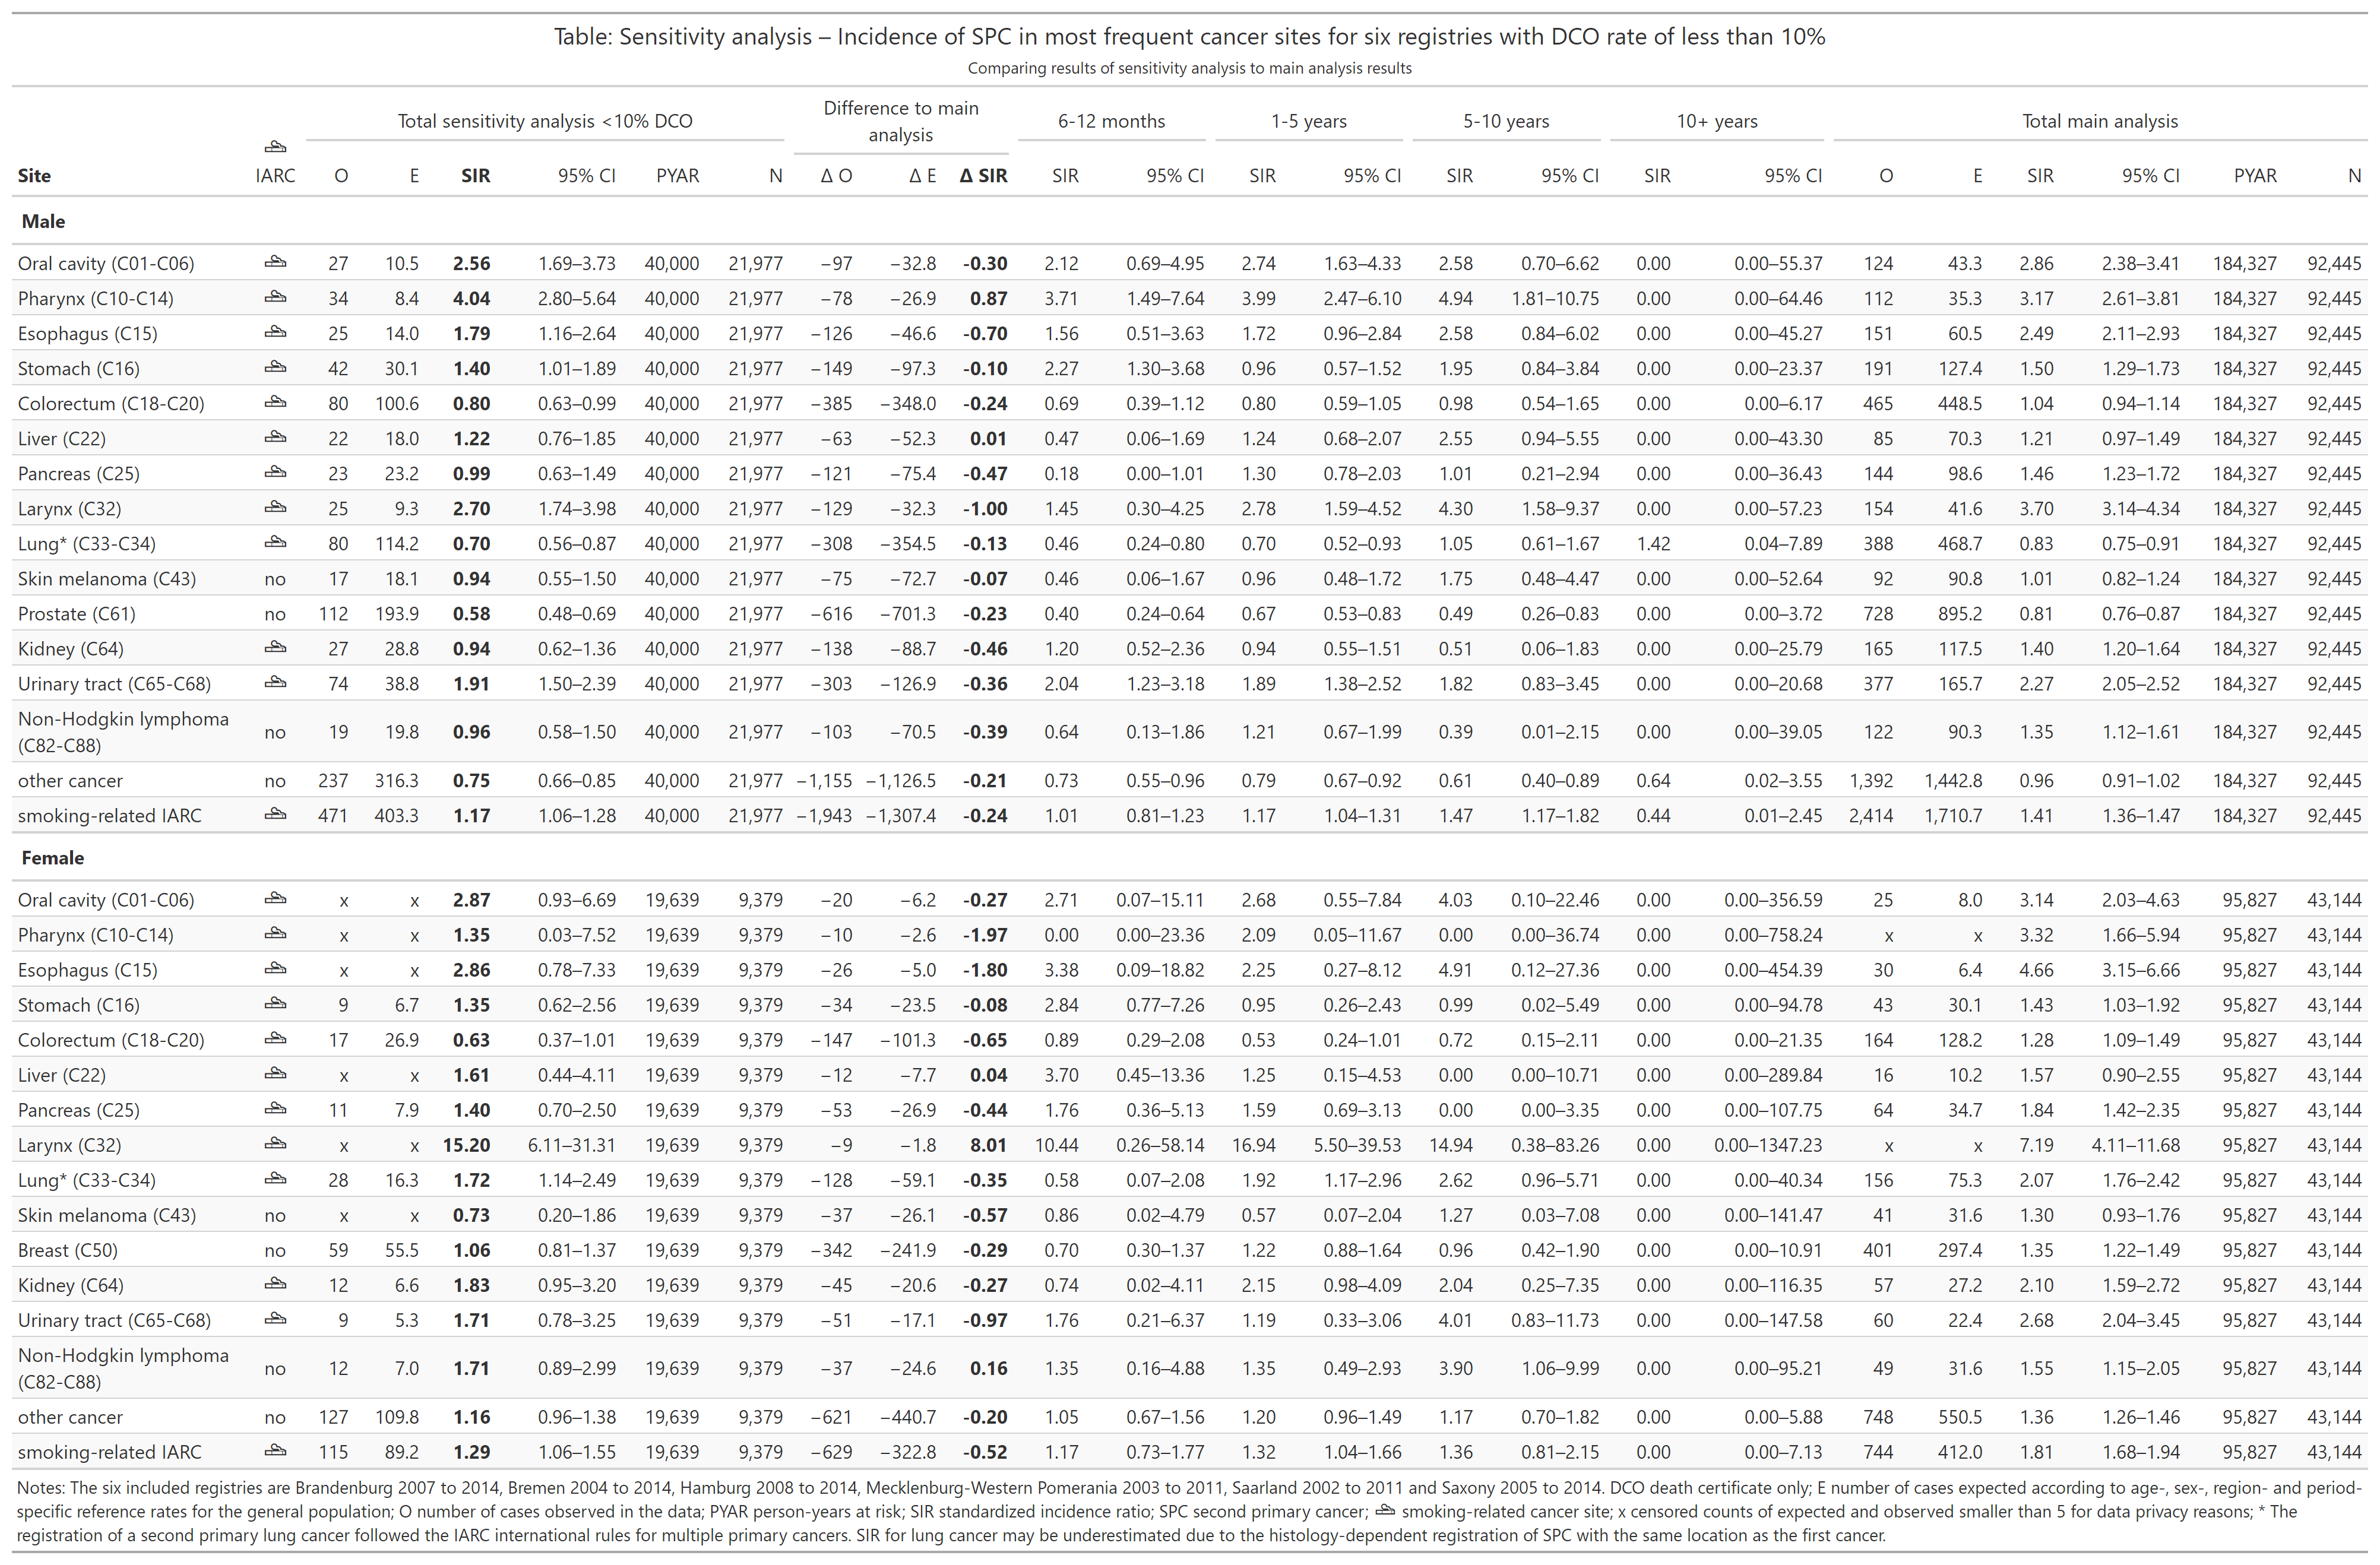 Table: Sensitivity analysis – Incidence of SPC in most frequent cancer sites for six registries with DCO rate of less than 10%
Comparing results of sensitivity analysis to main analysis results
Total sensitivity analysis <10% DCO Difference to main analysis 6-12 months 1-5 years 5-10 years 10+ years Total main analysis
Site IARC O E SIR 95% CI PYAR N Δ O Δ E Δ SIR SIR 95% CI SIR 95% CI SIR 95% CI SIR 95% CI O E SIR 95% CI PYAR N
Male
Oral cavity (C01-C06) 27 10.5 2.56 1.69–3.73 40,000 21,977 −97 −32.8 -0.30 2.12 0.69–4.95 2.74 1.63–4.33 2.58 0.70–6.62 0.00 0.00–55.37 124 43.3 2.86 2.38–3.41 184,327 92,445
Pharynx (C10-C14) 34 8.4 4.04 2.80–5.64 40,000 21,977 −78 −26.9 0.87 3.71 1.49–7.64 3.99 2.47–6.10 4.94 1.81–10.75 0.00 0.00–64.46 112 35.3 3.17 2.61–3.81 184,327 92,445
Esophagus (C15) 25 14.0 1.79 1.16–2.64 40,000 21,977 −126 −46.6 -0.70 1.56 0.51–3.63 1.72 0.96–2.84 2.58 0.84–6.02 0.00 0.00–45.27 151 60.5 2.49 2.11–2.93 184,327 92,445
Stomach (C16) 42 30.1 1.40 1.01–1.89 40,000 21,977 −149 −97.3 -0.10 2.27 1.30–3.68 0.96 0.57–1.52 1.95 0.84–3.84 0.00 0.00–23.37 191 127.4 1.50 1.29–1.73 184,327 92,445
Colorectum (C18-C20) 80 100.6 0.80 0.63–0.99 40,000 21,977 −385 −348.0 -0.24 0.69 0.39–1.12 0.80 0.59–1.05 0.98 0.54–1.65 0.00 0.00–6.17 465 448.5 1.04 0.94–1.14 184,327 92,445
Liver (C22) 22 18.0 1.22 0.76–1.85 40,000 21,977 −63 −52.3 0.01 0.47 0.06–1.69 1.24 0.68–2.07 2.55 0.94–5.55 0.00 0.00–43.30 85 70.3 1.21 0.97–1.49 184,327 92,445
Pancreas (C25) 23 23.2 0.99 0.63–1.49 40,000 21,977 −121 −75.4 -0.47 0.18 0.00–1.01 1.30 0.78–2.03 1.01 0.21–2.94 0.00 0.00–36.43 144 98.6 1.46 1.23–1.72 184,327 92,445
Larynx (C32) 25 9.3 2.70 1.74–3.98 40,000 21,977 −129 −32.3 -1.00 1.45 0.30–4.25 2.78 1.59–4.52 4.30 1.58–9.37 0.00 0.00–57.23 154 41.6 3.70 3.14–4.34 184,327 92,445
Lung* (C33-C34) 80 114.2 0.70 0.56–0.87 40,000 21,977 −308 −354.5 -0.13 0.46 0.24–0.80 0.70 0.52–0.93 1.05 0.61–1.67 1.42 0.04–7.89 388 468.7 0.83 0.75–0.91 184,327 92,445
Skin melanoma (C43) no 17 18.1 0.94 0.55–1.50 40,000 21,977 −75 −72.7 -0.07 0.46 0.06–1.67 0.96 0.48–1.72 1.75 0.48–4.47 0.00 0.00–52.64 92 90.8 1.01 0.82–1.24 184,327 92,445
Prostate (C61) no 112 193.9 0.58 0.48–0.69 40,000 21,977 −616 −701.3 -0.23 0.40 0.24–0.64 0.67 0.53–0.83 0.49 0.26–0.83 0.00 0.00–3.72 728 895.2 0.81 0.76–0.87 184,327 92,445
Kidney (C64) 27 28.8 0.94 0.62–1.36 40,000 21,977 −138 −88.7 -0.46 1.20 0.52–2.36 0.94 0.55–1.51 0.51 0.06–1.83 0.00 0.00–25.79 165 117.5 1.40 1.20–1.64 184,327 92,445
Urinary tract (C65-C68) 74 38.8 1.91 1.50–2.39 40,000 21,977 −303 −126.9 -0.36 2.04 1.23–3.18 1.89 1.38–2.52 1.82 0.83–3.45 0.00 0.00–20.68 377 165.7 2.27 2.05–2.52 184,327 92,445
Non-Hodgkin lymphoma
(C82-C88) no 19 19.8 0.96 0.58–1.50 40,000 21,977 −103 −70.5 -0.39 0.64 0.13–1.86 1.21 0.67–1.99 0.39 0.01–2.15 0.00 0.00–39.05 122 90.3 1.35 1.12–1.61 184,327 92,445
other cancer no 237 316.3 0.75 0.66–0.85 40,000 21,977 −1,155 −1,126.5 -0.21 0.73 0.55–0.96 0.79 0.67–0.92 0.61 0.40–0.89 0.64 0.02–3.55 1,392 1,442.8 0.96 0.91–1.02 184,327 92,445
smoking-related IARC 471 403.3 1.17 1.06–1.28 40,000 21,977 −1,943 −1,307.4 -0.24 1.01 0.81–1.23 1.17 1.04–1.31 1.47 1.17–1.82 0.44 0.01–2.45 2,414 1,710.7 1.41 1.36–1.47 184,327 92,445
Female
Oral cavity (C01-C06) x x 2.87 0.93–6.69 19,639 9,379 −20 −6.2 -0.27 2.71 0.07–15.11 2.68 0.55–7.84 4.03 0.10–22.46 0.00 0.00–356.59 25 8.0 3.14 2.03–4.63 95,827 43,144
Pharynx (C10-C14) x x 1.35 0.03–7.52 19,639 9,379 −10 −2.6 -1.97 0.00 0.00–23.36 2.09 0.05–11.67 0.00 0.00–36.74 0.00 0.00–758.24 x x 3.32 1.66–5.94 95,827 43,144
Esophagus (C15) x x 2.86 0.78–7.33 19,639 9,379 −26 −5.0 -1.80 3.38 0.09–18.82 2.25 0.27–8.12 4.91 0.12–27.36 0.00 0.00–454.39 30 6.4 4.66 3.15–6.66 95,827 43,144
Stomach (C16) 9 6.7 1.35 0.62–2.56 19,639 9,379 −34 −23.5 -0.08 2.84 0.77–7.26 0.95 0.26–2.43 0.99 0.02–5.49 0.00 0.00–94.78 43 30.1 1.43 1.03–1.92 95,827 43,144
Colorectum (C18-C20) 17 26.9 0.63 0.37–1.01 19,639 9,379 −147 −101.3 -0.65 0.89 0.29–2.08 0.53 0.24–1.01 0.72 0.15–2.11 0.00 0.00–21.35 164 128.2 1.28 1.09–1.49 95,827 43,144
Liver (C22) x x 1.61 0.44–4.11 19,639 9,379 −12 −7.7 0.04 3.70 0.45–13.36 1.25 0.15–4.53 0.00 0.00–10.71 0.00 0.00–289.84 16 10.2 1.57 0.90–2.55 95,827 43,144
Pancreas (C25) 11 7.9 1.40 0.70–2.50 19,639 9,379 −53 −26.9 -0.44 1.76 0.36–5.13 1.59 0.69–3.13 0.00 0.00–3.35 0.00 0.00–107.75 64 34.7 1.84 1.42–2.35 95,827 43,144
Larynx (C32) x x 15.20 6.11–31.31 19,639 9,379 −9 −1.8 8.01 10.44 0.26–58.14 16.94 5.50–39.53 14.94 0.38–83.26 0.00 0.00–1347.23 x x 7.19 4.11–11.68 95,827 43,144
Lung* (C33-C34) 28 16.3 1.72 1.14–2.49 19,639 9,379 −128 −59.1 -0.35 0.58 0.07–2.08 1.92 1.17–2.96 2.62 0.96–5.71 0.00 0.00–40.34 156 75.3 2.07 1.76–2.42 95,827 43,144
Skin melanoma (C43) no x x 0.73 0.20–1.86 19,639 9,379 −37 −26.1 -0.57 0.86 0.02–4.79 0.57 0.07–2.04 1.27 0.03–7.08 0.00 0.00–141.47 41 31.6 1.30 0.93–1.76 95,827 43,144
Breast (C50) no 59 55.5 1.06 0.81–1.37 19,639 9,379 −342 −241.9 -0.29 0.70 0.30–1.37 1.22 0.88–1.64 0.96 0.42–1.90 0.00 0.00–10.91 401 297.4 1.35 1.22–1.49 95,827 43,144
Kidney (C64) 12 6.6 1.83 0.95–3.20 19,639 9,379 −45 −20.6 -0.27 0.74 0.02–4.11 2.15 0.98–4.09 2.04 0.25–7.35 0.00 0.00–116.35 57 27.2 2.10 1.59–2.72 95,827 43,144
Urinary tract (C65-C68) 9 5.3 1.71 0.78–3.25 19,639 9,379 −51 −17.1 -0.97 1.76 0.21–6.37 1.19 0.33–3.06 4.01 0.83–11.73 0.00 0.00–147.58 60 22.4 2.68 2.04–3.45 95,827 43,144
Non-Hodgkin lymphoma
(C82-C88) no 12 7.0 1.71 0.89–2.99 19,639 9,379 −37 −24.6 0.16 1.35 0.16–4.88 1.35 0.49–2.93 3.90 1.06–9.99 0.00 0.00–95.21 49 31.6 1.55 1.15–2.05 95,827 43,144
other cancer no 127 109.8 1.16 0.96–1.38 19,639 9,379 −621 −440.7 -0.20 1.05 0.67–1.56 1.20 0.96–1.49 1.17 0.70–1.82 0.00 0.00–5.88 748 550.5 1.36 1.26–1.46 95,827 43,144
smoking-related IARC 115 89.2 1.29 1.06–1.55 19,639 9,379 −629 −322.8 -0.52 1.17 0.73–1.77 1.32 1.04–1.66 1.36 0.81–2.15 0.00 0.00–7.13 744 412.0 1.81 1.68–1.94 95,827 43,144
Notes: The six included registries are Brandenburg 2007 to 2014, Bremen 2004 to 2014, Hamburg 2008 to 2014, Mecklenburg-Western Pomerania 2003 to 2011, Saarland 2002 to 2011 and Saxony 2005 to 2014. DCO death certificate only; E number of cases expected according to age-, sex-, region- and period-
specific reference rates for the general population; O number of cases observed in the data; PYAR person-years at risk; SIR standardized incidence ratio; SPC second primary cancer; smoking-related cancer site; x censored counts of expected and observed smaller than 5 for data privacy reasons; * The
registration of a second primary lung cancer followed the IARC international rules for multiple primary cancers. SIR for lung cancer may be underestimated due to the histology-dependent registration of SPC with the same location as the first cancer.